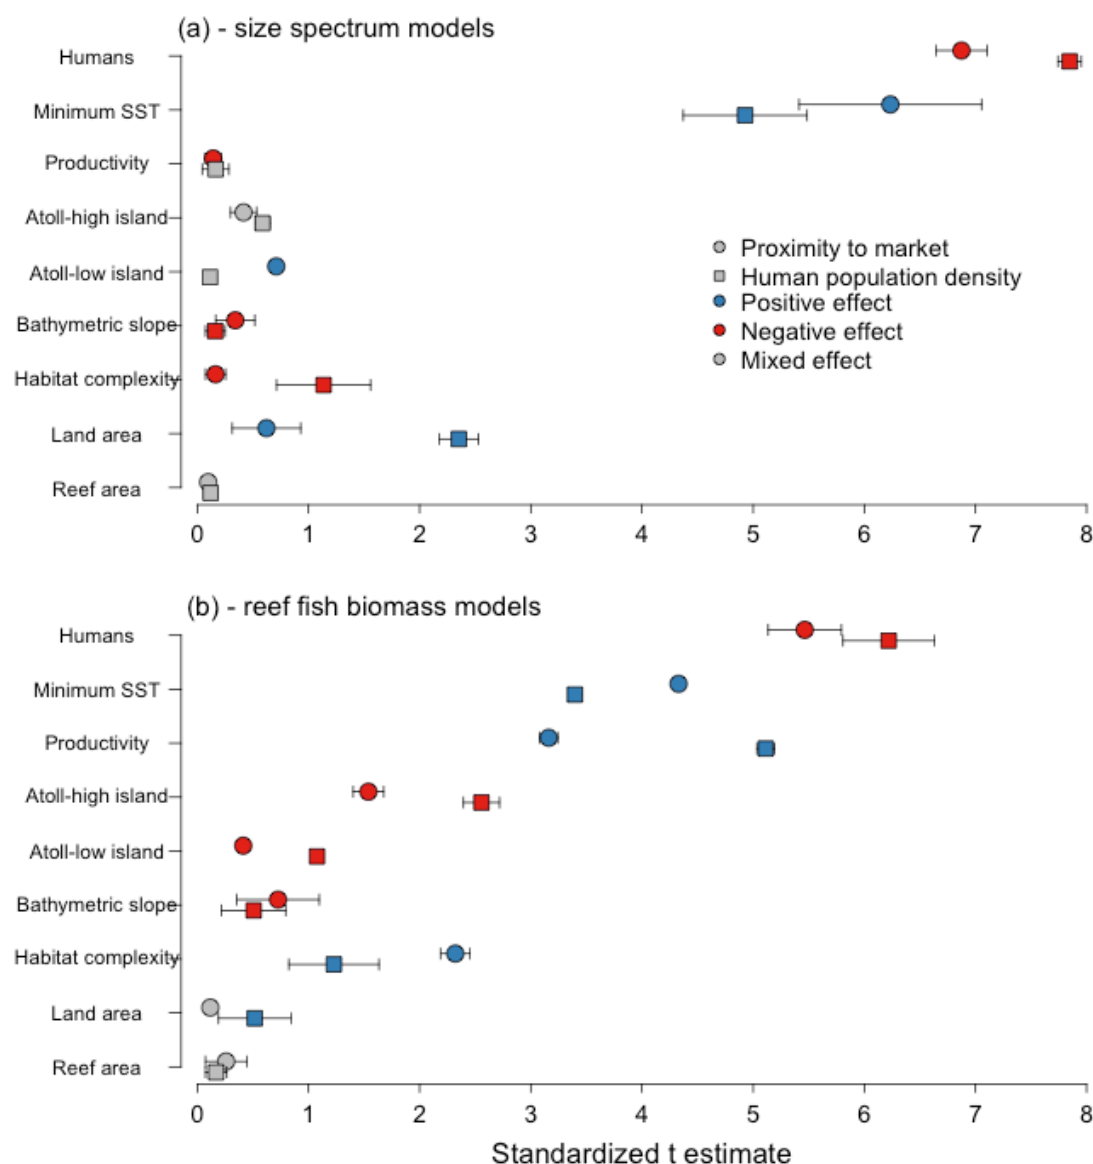 (a) - size spectrum models
Humans
Minimum SST
Productivity
Atoll-high island
Atoll-low island
Bathymetric slope
Habitat complexity
Land area
Reef area
Proximity to market
Human population density
Positive effect
Negative effect
Mixed effect
0 1 2 3 4 5 6 7 8
(b) - reef fish biomass models
Humans
Minimum SST
Productivity
Atoll-high island
Atoll-low island
Bathymetric slope
Habitat complexity
Land area
Reef area
0 1 2 3 4 5 6 7 8
Standardized t estimate